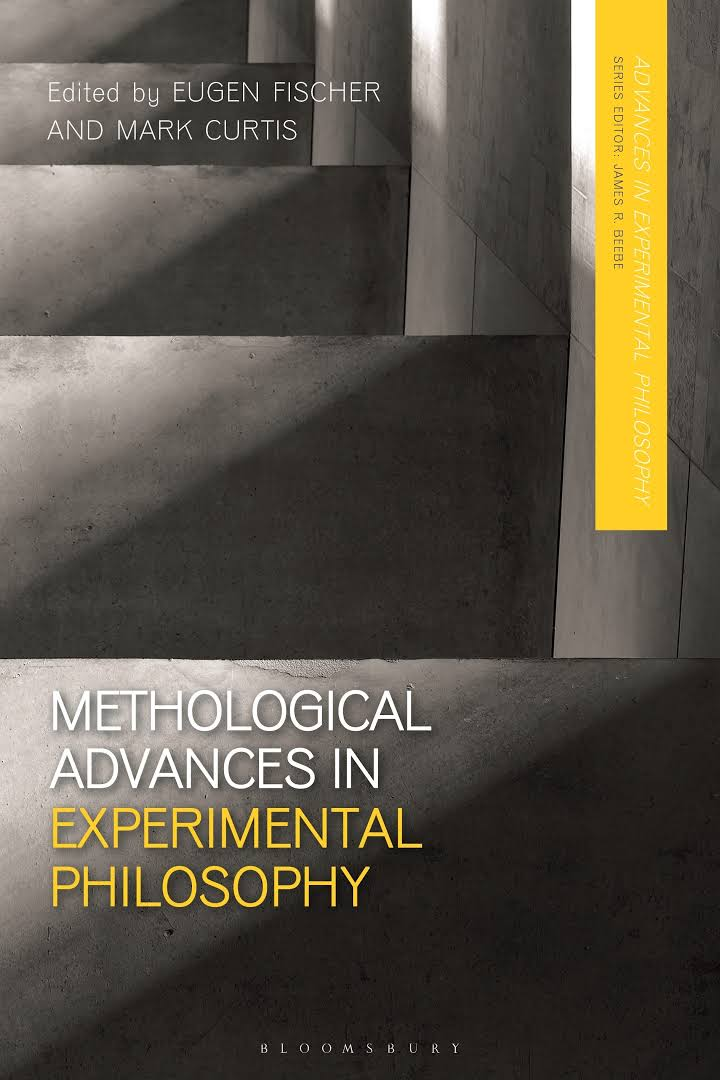 Edited by EUGEN FISCHER
AND MARK CURTIS
ADVANCES IN EXPERIMENTAL PHILOSOPHY
SERIES EDITOR: JAMES R. BEEBE
METHOLOGICAL
ADVANCES IN
EXPERIMENTAL
PHILOSOPHY
BLOOMSBURY